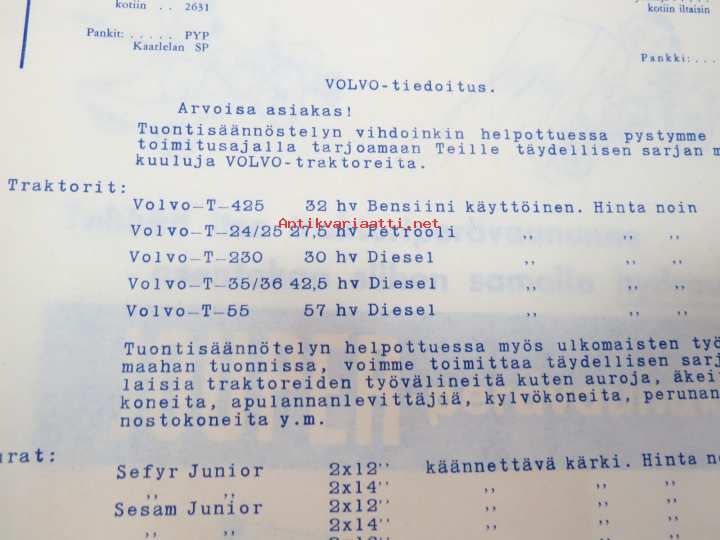 kotiin . . 2631
kotiin iltaisin
Pankit: . . . . . PYP
Kaarlelan SP
Pankki: . . .
VOLVO-tiedoitus.
Arvoisa asiakas!
Tuontisäännöstelyn vihdoinkin helpottuessa pystymme
toimitusajalla tarjoamaan Teille täydellisen sarjan m
kuuluja VOLVO-traktoreita.
Traktorit:
Volvo-T-425 32 hv Bensiini käyttöinen. Hinta noin
Antikvariaatti.net
Volvo-T-24/25 27,5 hv Petrooli ,, ,, ,,
Volvo-T-230 30 hv Diesel ,, ,, ,,
Volvo-T-35/36 42,5 hv Diesel ,, ,, ,,
Volvo-T-55 57 hv Diesel ,, ,, ,,
Tuontisäännötelyn helpottuessa myös ulkomaisten työ
maahan tuonnissa, voimme toimittaa täydellisen sarj
laisia traktoreiden työvälineitä kuten auroja, äkei
koneita, apulannanlevittäjiä, kylvökoneita, perunan
nostokoneita y.m.
urat:
Sefyr Junior 2x12'' käännettävä kärki. Hinta no
,, ,, 2x14'' ,, ,, ,,
Sesam Junior 2x12'' ,, ,, ,,
,, ,, 2x14'' ,, ,, ,,